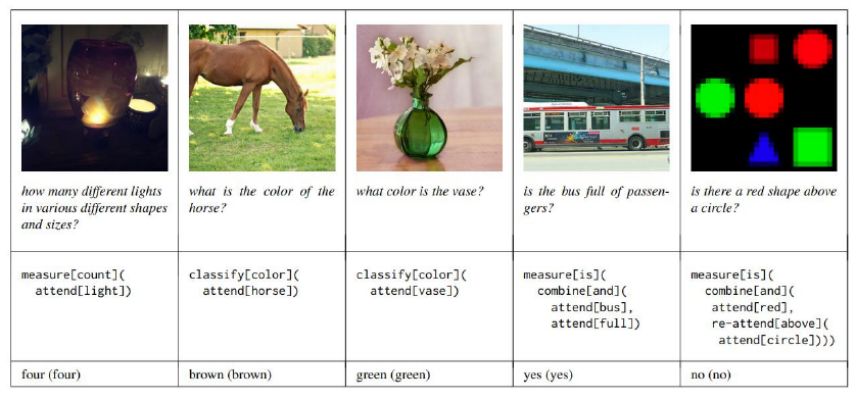 how many different lights
in various different shapes
and sizes?
what is the color of the
horse?
what color is the vase?
is the bus full of passen-
gers?
is there a red shape above
a circle?
measure[count](
attend[light])
classify[color](
attend[horse])
classify[color](
attend[vase])
measure[is](
combine[and](
attend[bus],
attend[full])
measure[is](
combine[and](
attend[red],
re-attend[above](
attend[circle])))
four (four)
brown (brown)
green (green)
yes (yes)
no (no)